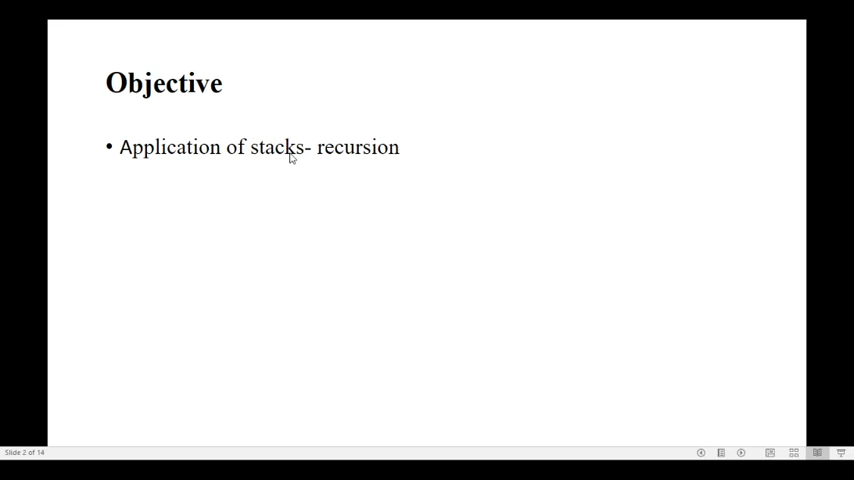 Objective
• Application of stacks- recursion
Slide 2 of 14